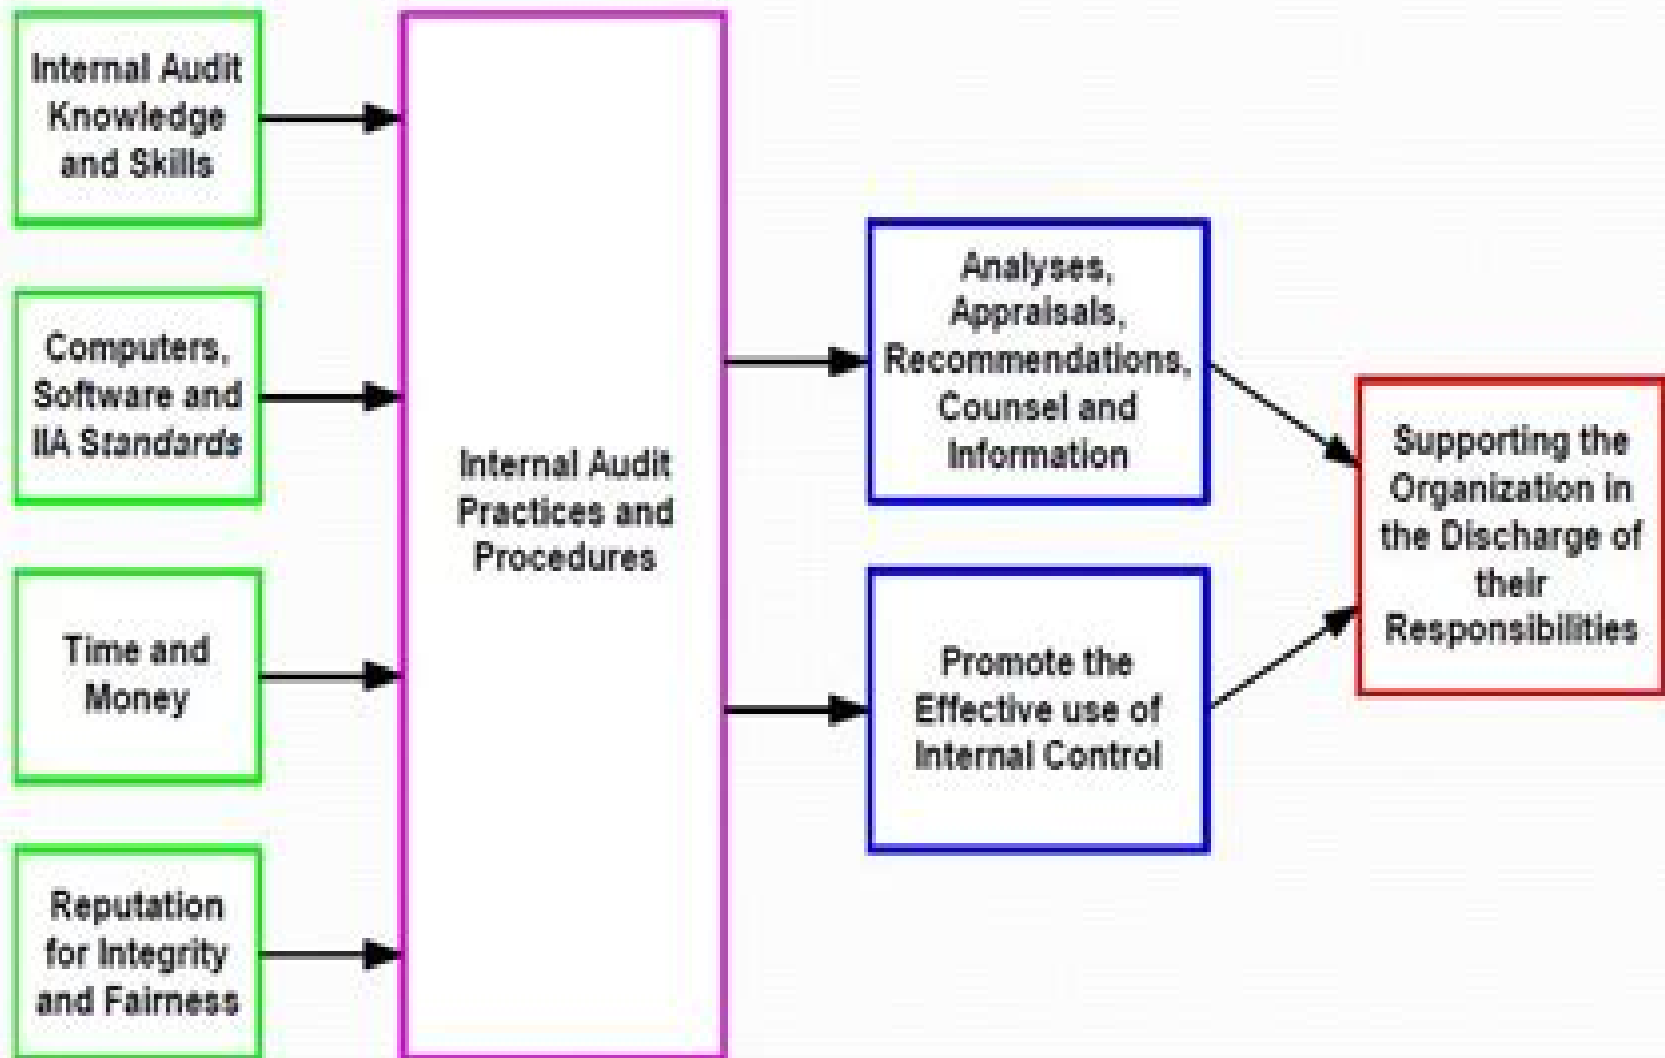 Internal Audit
Knowledge
and Skills
Computers,
Software and
IIA Standards
Time and
Money
Reputation
for Integrity
and Fairness
Internal Audit
Practices and
Procedures
Analyses,
Appraisals,
Recommendations,
Counsel and
Information
Promote the
Effective use of
Internal Control
Supporting the
Organization in
the Discharge of
their
Responsibilities